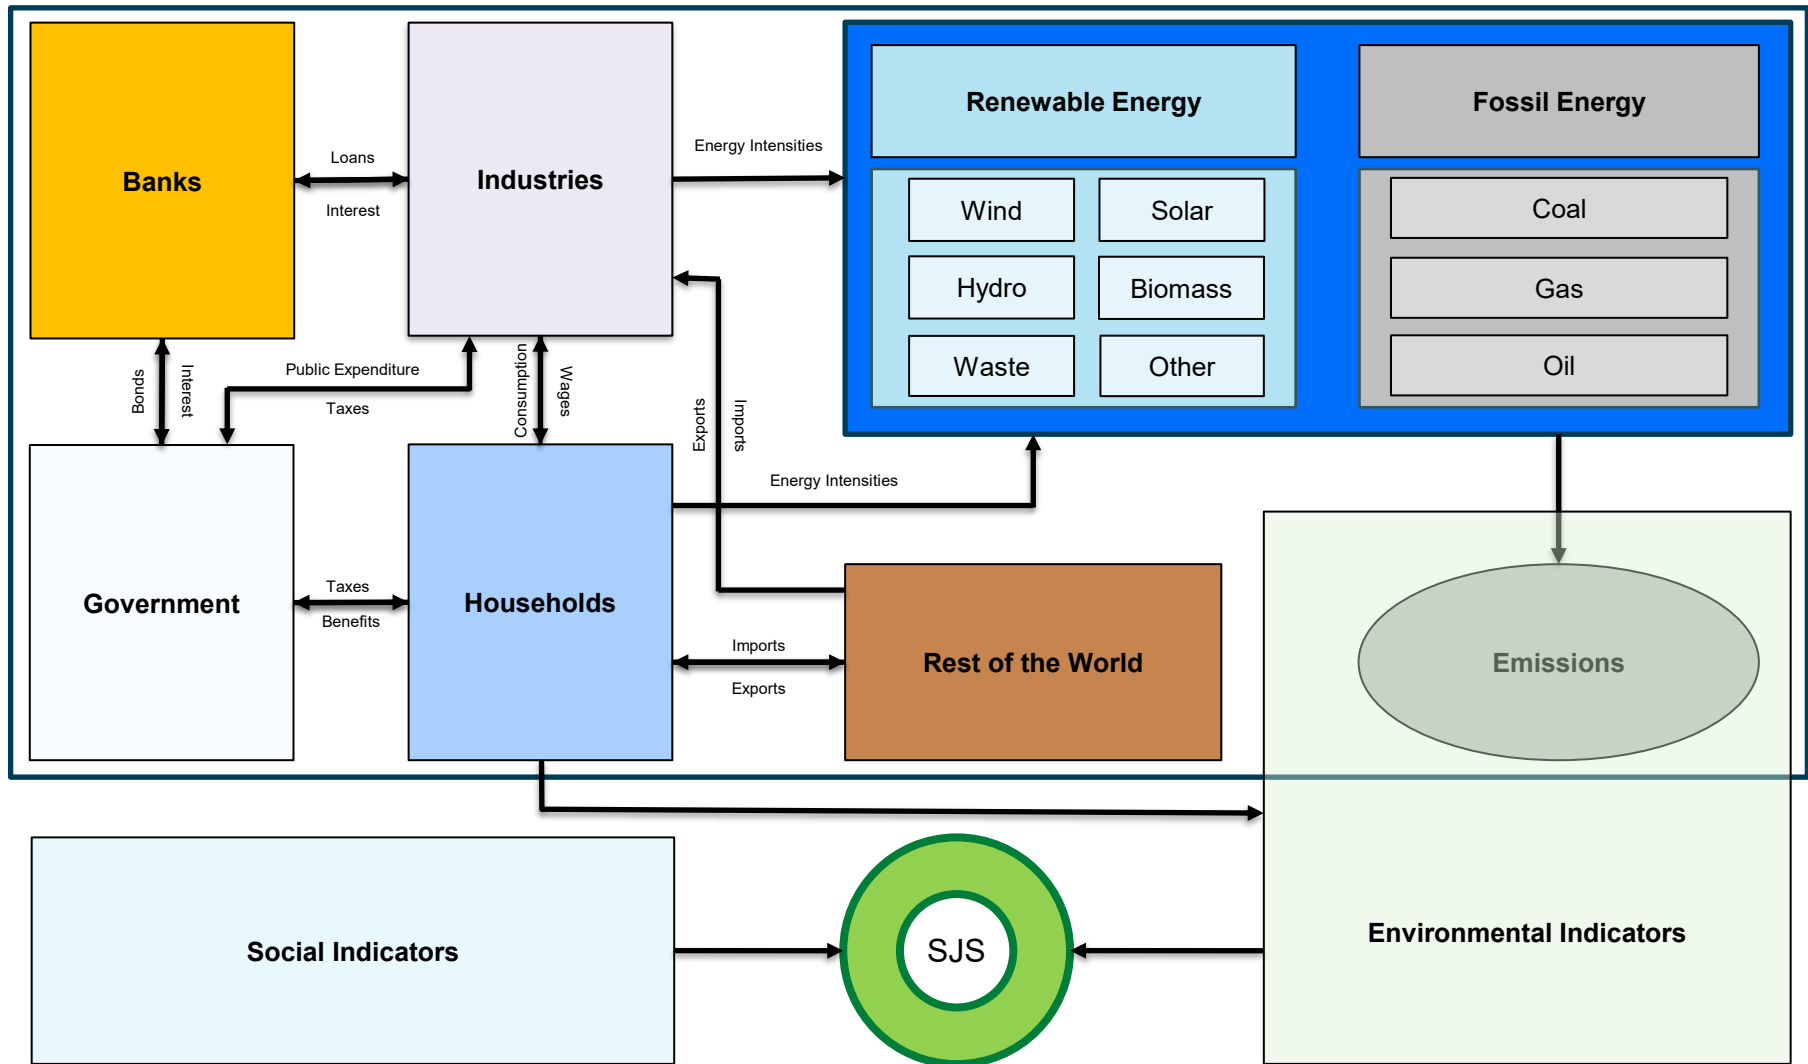 Banks
Loans
Interest
Industries
Energy Intensities
Renewable Energy
Fossil Energy
Wind
Solar
Hydro
Biomass
Waste
Other
Coal
Gas
Oil
Bonds
Interest
Public Expenditure
Taxes
Consumption
Wages
Exports
Imports
Energy Intensities
Government
Taxes
Benefits
Households
Imports
Exports
Rest of the World
Emissions
Social Indicators
SJS
Environmental Indicators